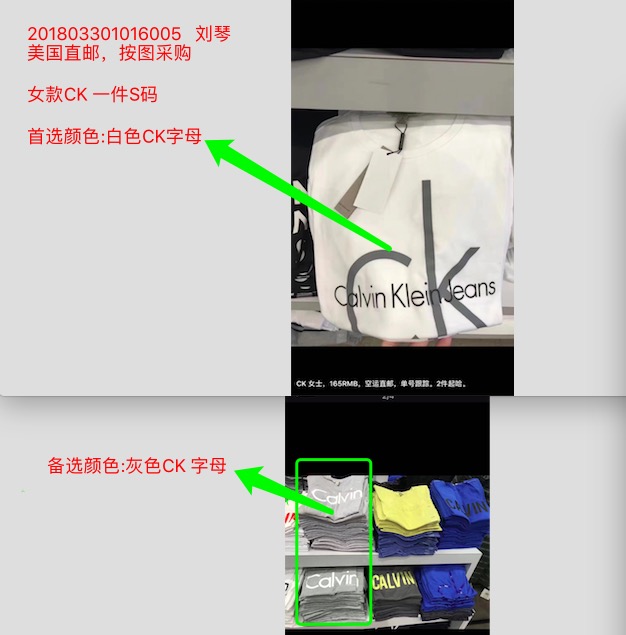 201803301016005 刘琴
美国直邮，按图采购
女款CK 一件S码
首选颜色:白色CK字母
ck
Calvin Klein Jeans
CK 女士，165RMB，空运直邮，单号跟踪。2件起哈。
2/4
备选颜色:灰色CK 字母
Calvin
CALVIN
Calvin
CALVIN